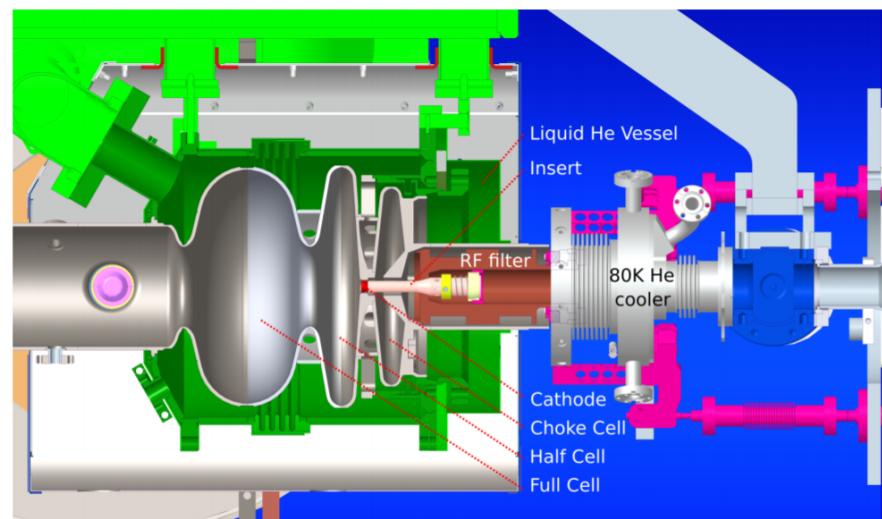 Liquid He Vessel
Insert
RF filter
80K He
cooler
Cathode
Choke Cell
Half Cell
Full Cell